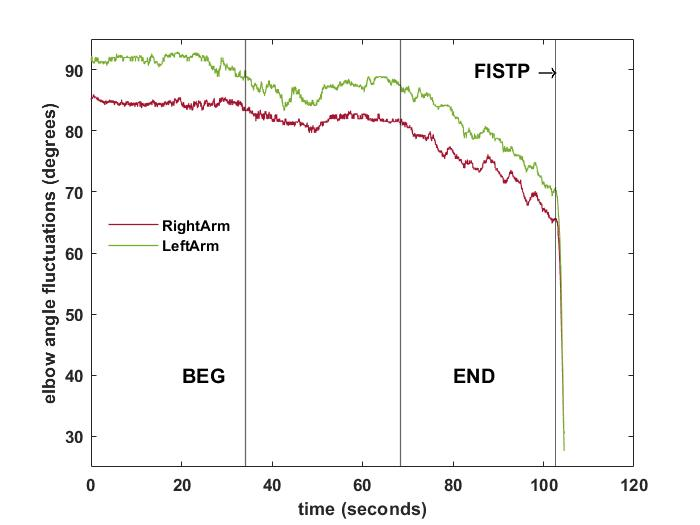 90
80
70
60
50
40
30
elbow angle fluctuations (degrees)
FISTP →
RightArm
LeftArm
BEG
END
0 20 40 60 80 100 120
time (seconds)